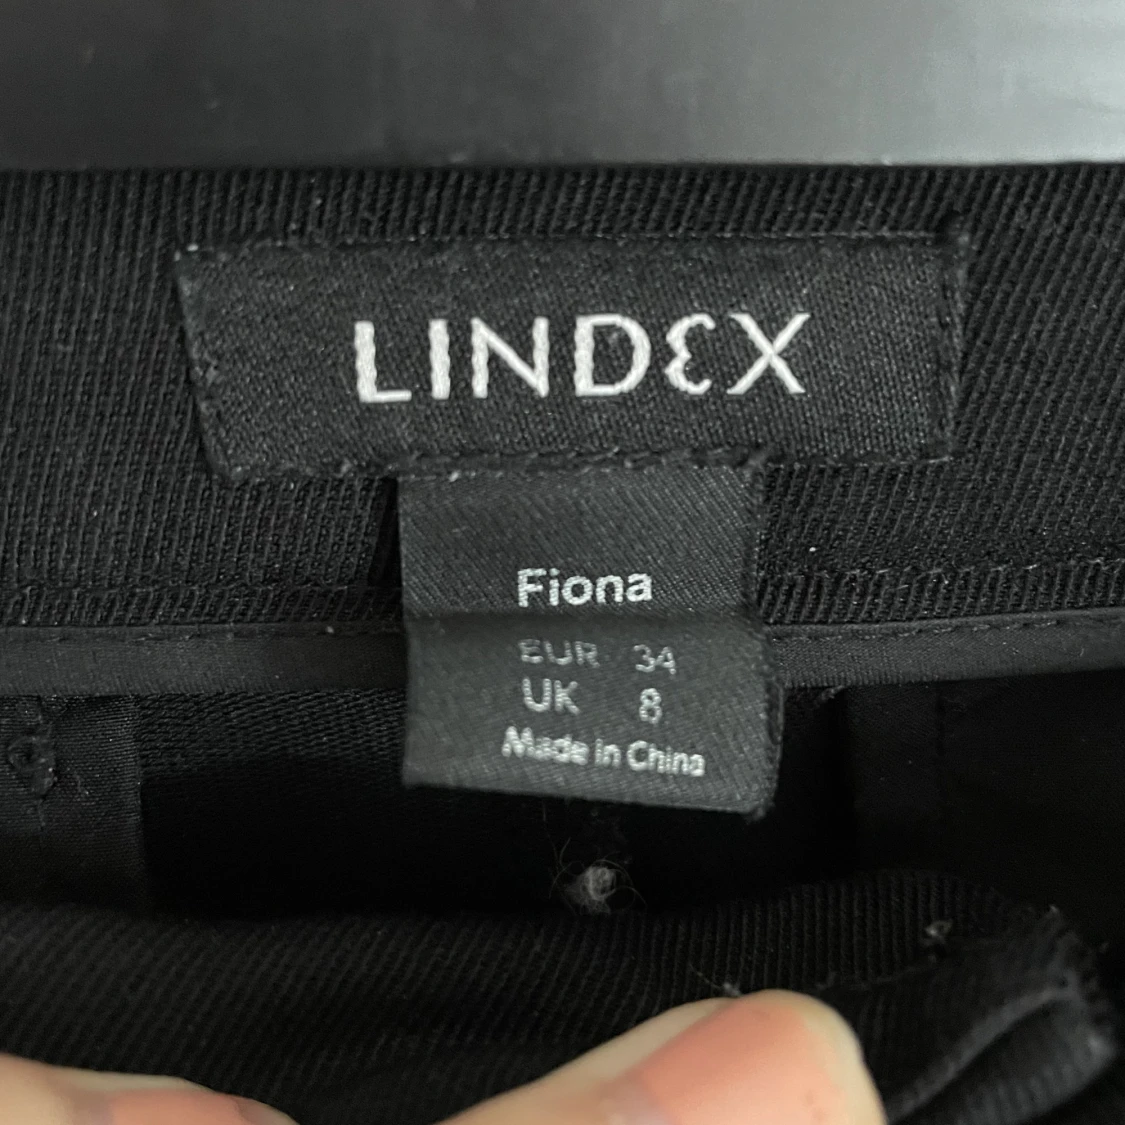 LINDEX
Fiona
EUR 34
UK 8
Made in China